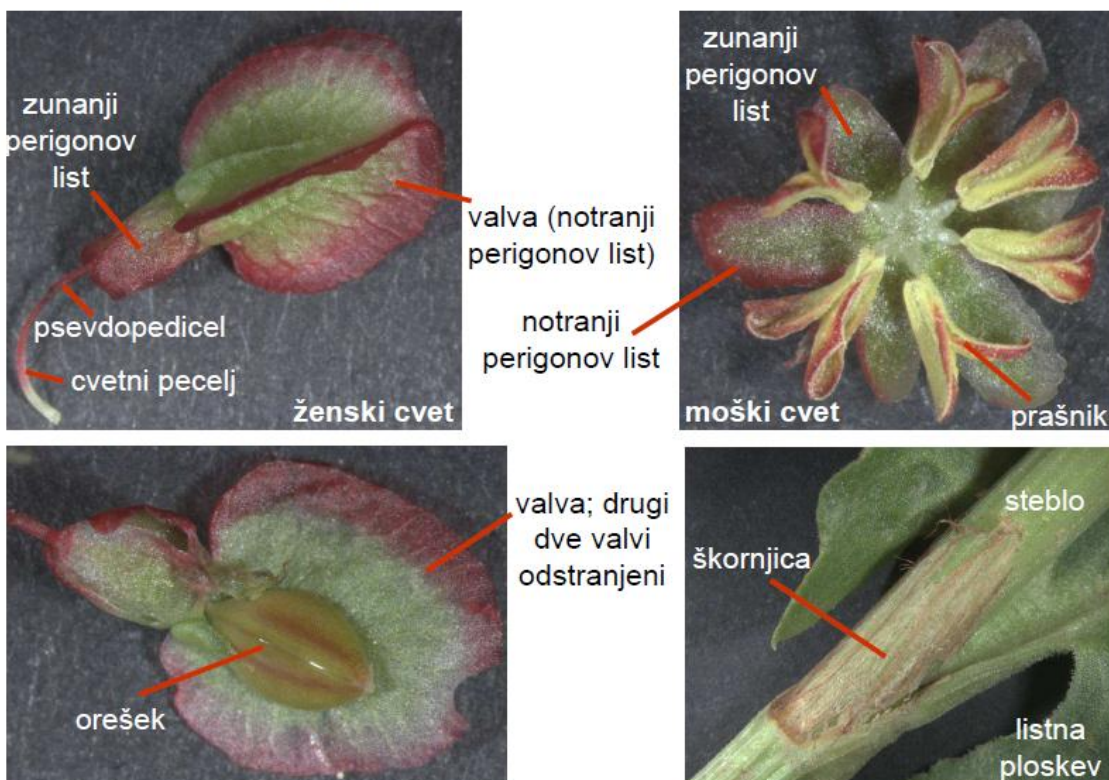 zunanji
perigonov
list
valva (notranji
perigonov list)
psevdopedicel
cvetni pecelj
ženski cvet
zunanji
perigonov
list
notranji
perigonov list
moški cvet
prašnik
valva; drugi
dve valvi
odstranjeni
orešek
steblo
škornjica
listna
ploskev